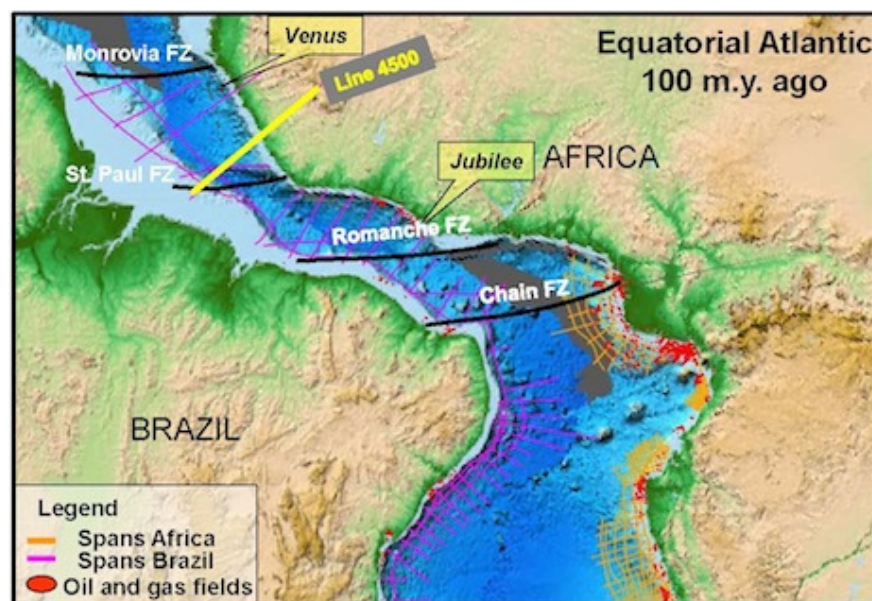 Monrovia FZ
Venus
Line 4500
Equatorial Atlantic
100 m.y. ago
St. Paul FZ
Jubilee
AFRICA
Romanche FZ
Chain FZ
BRAZIL
Legend
Spans Africa
Spans Brazil
Oil and gas fields